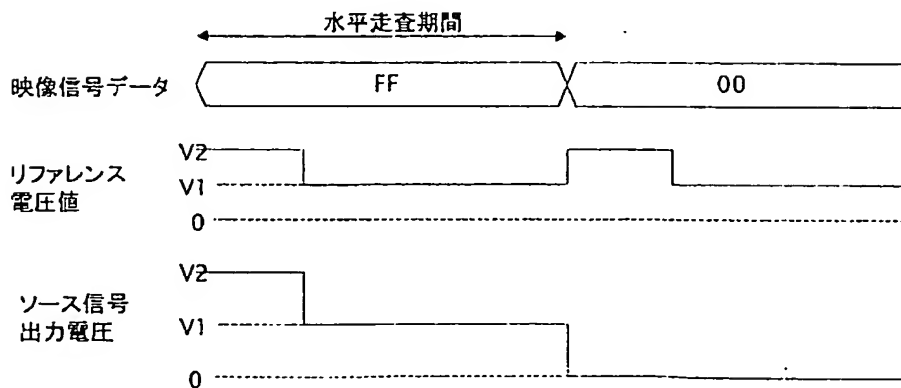 水平走査期間
映像信号データ
FF
00
リファレンス
電圧値
V2
V1
0
ソース信号
出力電圧
V2
V1
0